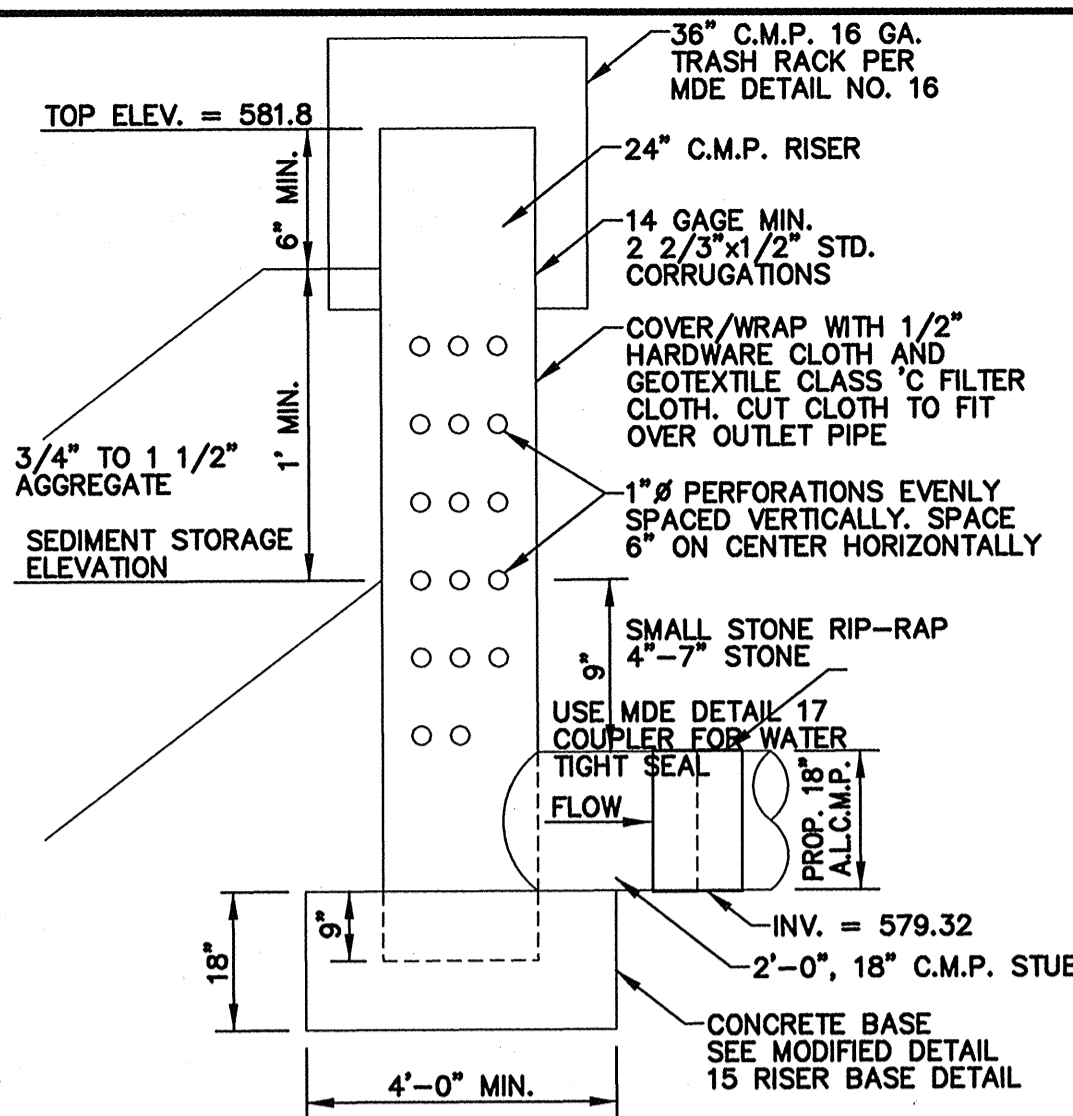 36" C.M.P. 16 GA.
TRASH RACK PER
MDE DETAIL NO. 16
TOP ELEV. = 581.8
24" C.M.P. RISER
6" MIN.
14 GAGE MIN.
2 2/3"x1/2" STD.
CORRUGATIONS
COVER/WRAP WITH 1/2"
HARDWARE CLOTH AND
GEOTEXTILE CLASS 'C FILTER
CLOTH. CUT CLOTH TO FIT
OVER OUTLET PIPE
1' MIN.
3/4" TO 1 1/2"
AGGREGATE
1"Ø PERFORATIONS EVENLY
SPACED VERTICALLY. SPACE
6" ON CENTER HORIZONTALLY
SEDIMENT STORAGE
ELEVATION
SMALL STONE RIP-RAP
4"-7" STONE
9"
USE MDE DETAIL 17
COUPLER FOR WATER
TIGHT SEAL
FLOW
PROP. 18"
A.L.C.M.P.
9"
18"
INV. = 579.32
2'-0", 18" C.M.P. STUB
CONCRETE BASE
SEE MODIFIED DETAIL
15 RISER BASE DETAIL
4'-0" MIN.